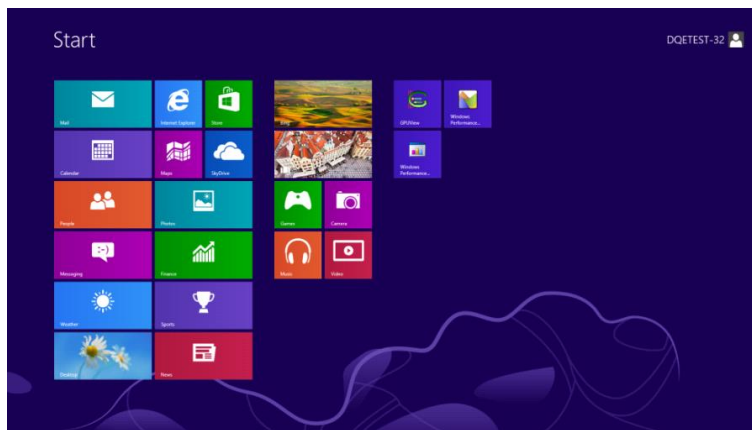 Start
DQETEST-32
Mail
Internet Explorer
Store
Bing
GPUView
Windows
Performance...
Calendar
Maps
SkyDrive
Windows
Performance...
People
Photos
Games
Camera
Messaging
Finance
Music
Video
Weather
Sports
Desktop
News